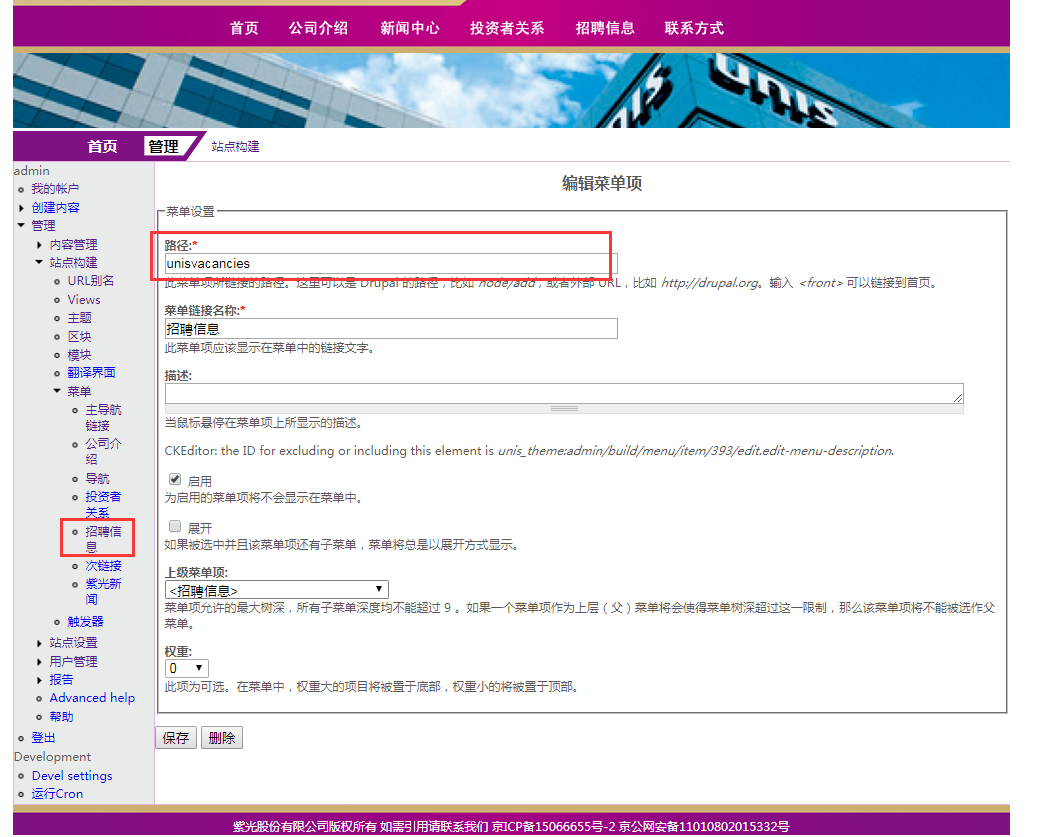 首页 公司介绍 新闻中心 投资者关系 招聘信息 联系方式
unis
首页 管理 站点构建
admin
我的帐户
创建内容
管理
内容管理
站点构建
URL别名
Views
主题
区块
模块
翻译界面
菜单
主导航
链接
公司介
绍
导航
投资者
关系
招聘信
息
次链接
紫光新
闻
触发器
站点设置
用户管理
报告
Advanced help
帮助
登出
Development
Devel settings
运行Cron
编辑菜单项
菜单设置
路径:*
unisvacancies
此菜单项所链接的路径。这里可以是 Drupal 的路径，比如 node/add，或者外部 URL，比如 http://drupal.org。输入 <front> 可以链接到首页。
菜单链接名称:*
招聘信息
此菜单项应该显示在菜单中的链接文字。
描述:
当鼠标悬停在菜单项上所显示的描述。
CKEditor: the ID for excluding or including this element is unis_theme:admin/build/menu/item/393/edit.edit-menu-description.
启用
为启用的菜单项将不会显示在菜单中。
展开
如果被选中并且该菜单项还有子菜单，菜单将总是以展开方式显示。
上级菜单项:
<招聘信息>
菜单项允许的最大树深，所有子菜单深度均不能超过 9 。如果一个菜单项作为上层（父）菜单将会使得菜单树深超过这一限制，那么该菜单项将不能被选作父
菜单。
权重:
0
此项为可选。在菜单中，权重大的项目将被置于底部，权重小的将被置于顶部。
保存 删除
紫光股份有限公司版权所有 如需引用请联系我们 京ICP备15066655号-2 京公网安备11010802015332号